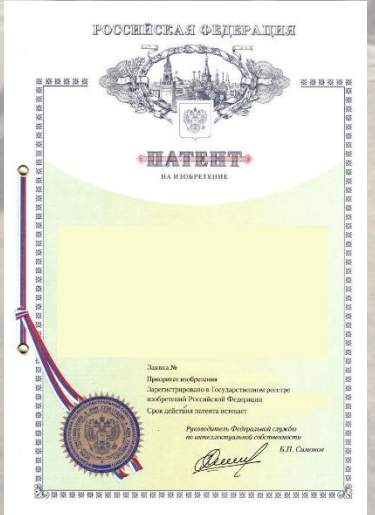 РОССИЙСКАЯ ФЕДЕРАЦИЯ
ПАТЕНТ
НА ИЗОБРЕТЕНИЕ
Заявка №
Приоритет изобретения
Зарегистрировано в Государственном реестре
изобретений Российской Федерации
Срок действия патента истекает
Руководитель Федеральной службы
по интеллектуальной собственности
Б.П. Симонов